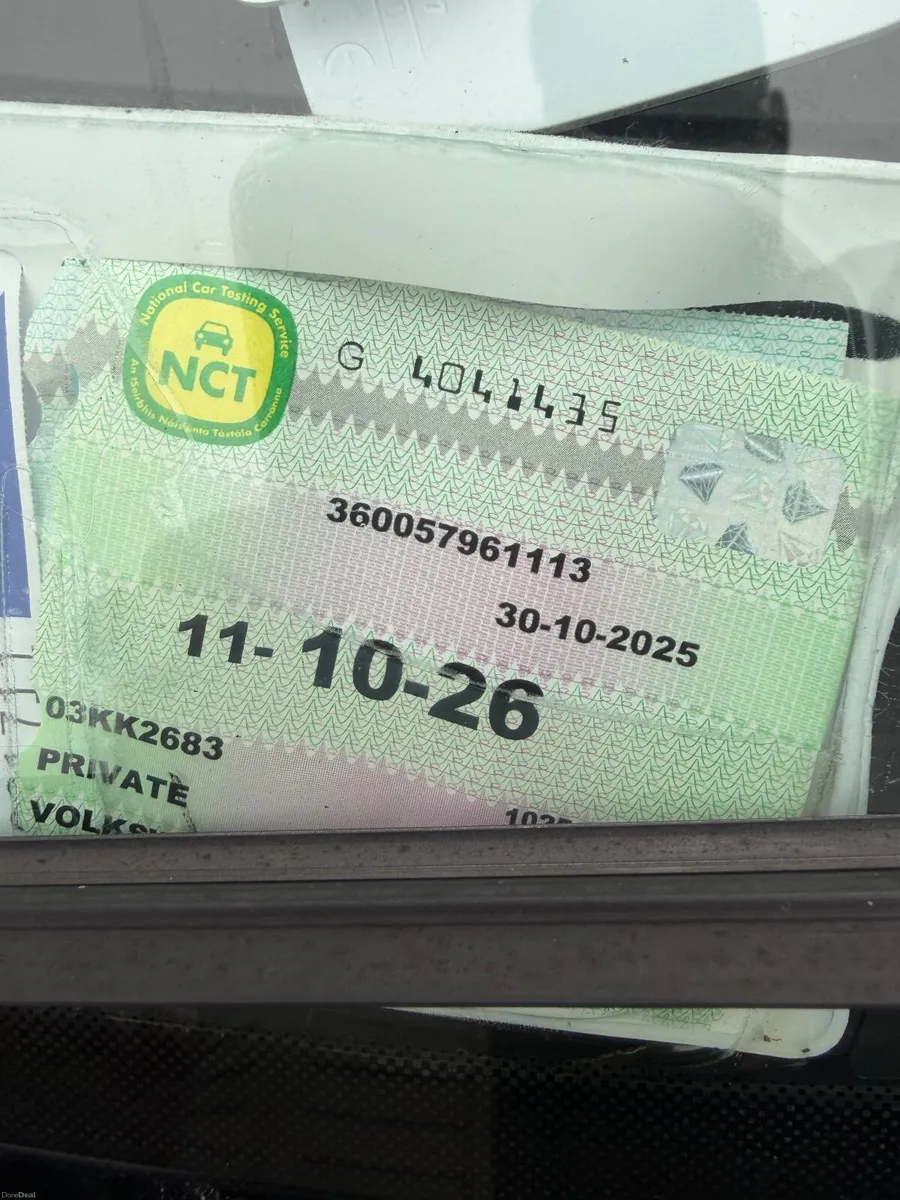 National Car Testing Service
NCT
An tSeirbhís Náisiúnta Tástála Carranna
G 4041435
360057961113
30-10-2025
11-10-26
03KK2683
PRIVATE
DoneDeal